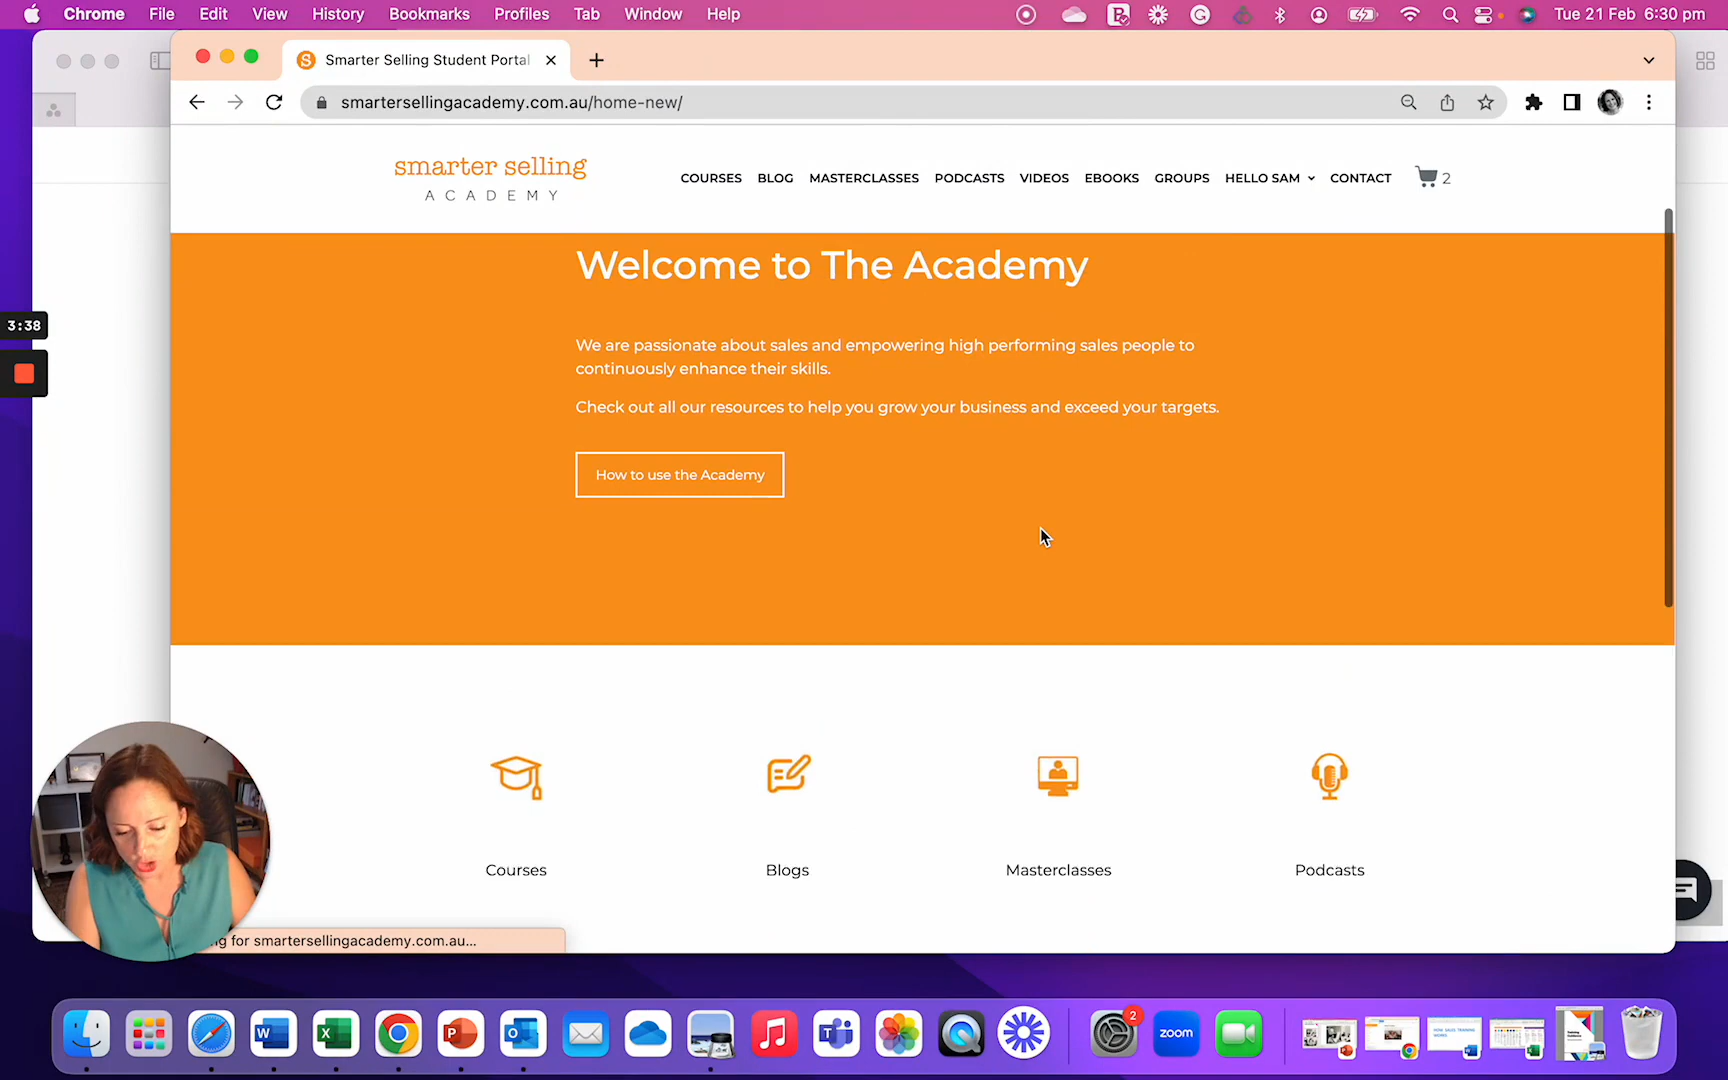 Chrome File Edit View History Bookmarks Profiles Tab Window Help Tue 21 Feb 6:30 pm
Smarter Selling Student Portal
smartersellingacademy.com.au/home-new/
smarter selling
ACADEMY
COURSES BLOG MASTERCLASSES PODCASTS VIDEOS EBOOKS GROUPS HELLO SAM CONTACT 2
Welcome to The Academy
3:38
We are passionate about sales and empowering high performing sales people to
continuously enhance their skills.
Check out all our resources to help you grow your business and exceed your targets.
How to use the Academy
Courses Blogs Masterclasses Podcasts
for smartersellingacademy.com.au...
2
zoom